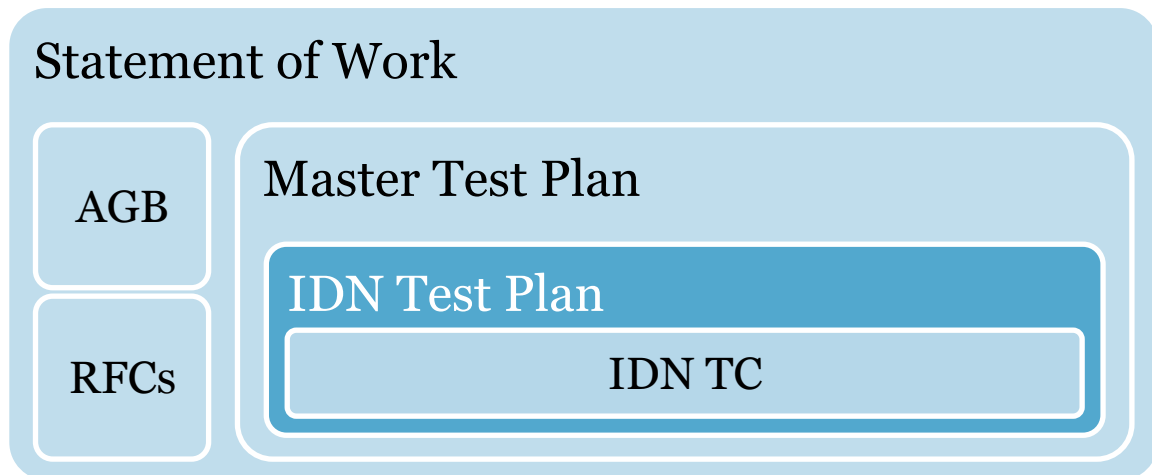 Statement of Work
AGB
Master Test Plan
IDN Test Plan
IDN TC
RFCs